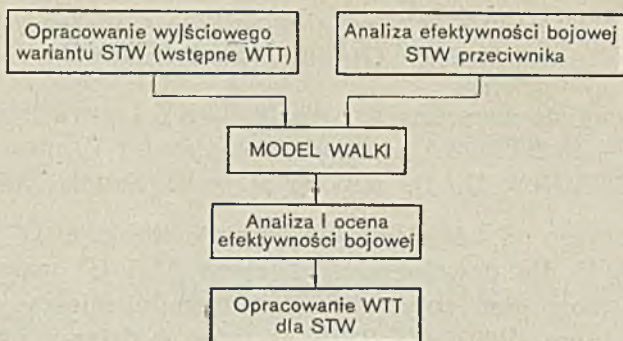 Opracowanie wyjściowego
wariantu STW (wstępne WTT)
Analiza efektywności bojowej
STW przeciwnika
MODEL WALKI
Analiza I ocena
efektywności bojowej
Opracowanie WTT
dla STW